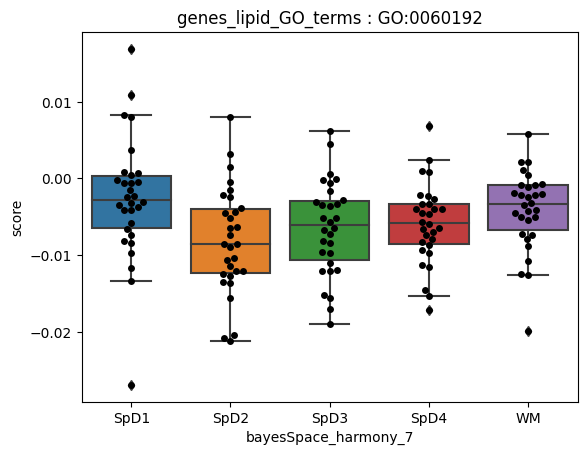 genes_lipid_GO_terms : GO:0060192
score
0.01
0.00
−0.01
−0.02
SpD1 SpD2 SpD3 SpD4 WM
bayesSpace_harmony_7